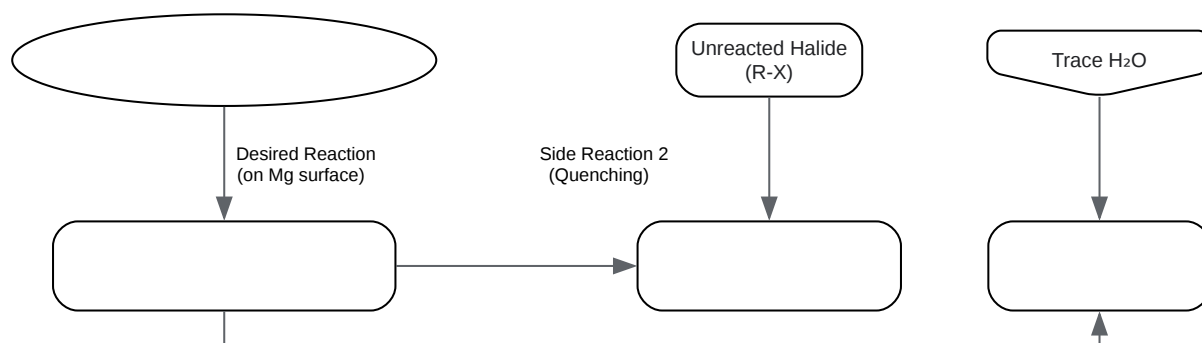 Unreacted Halide
(R-X)
Trace H₂O
Desired Reaction
(on Mg surface)
Side Reaction 2
(Quenching)